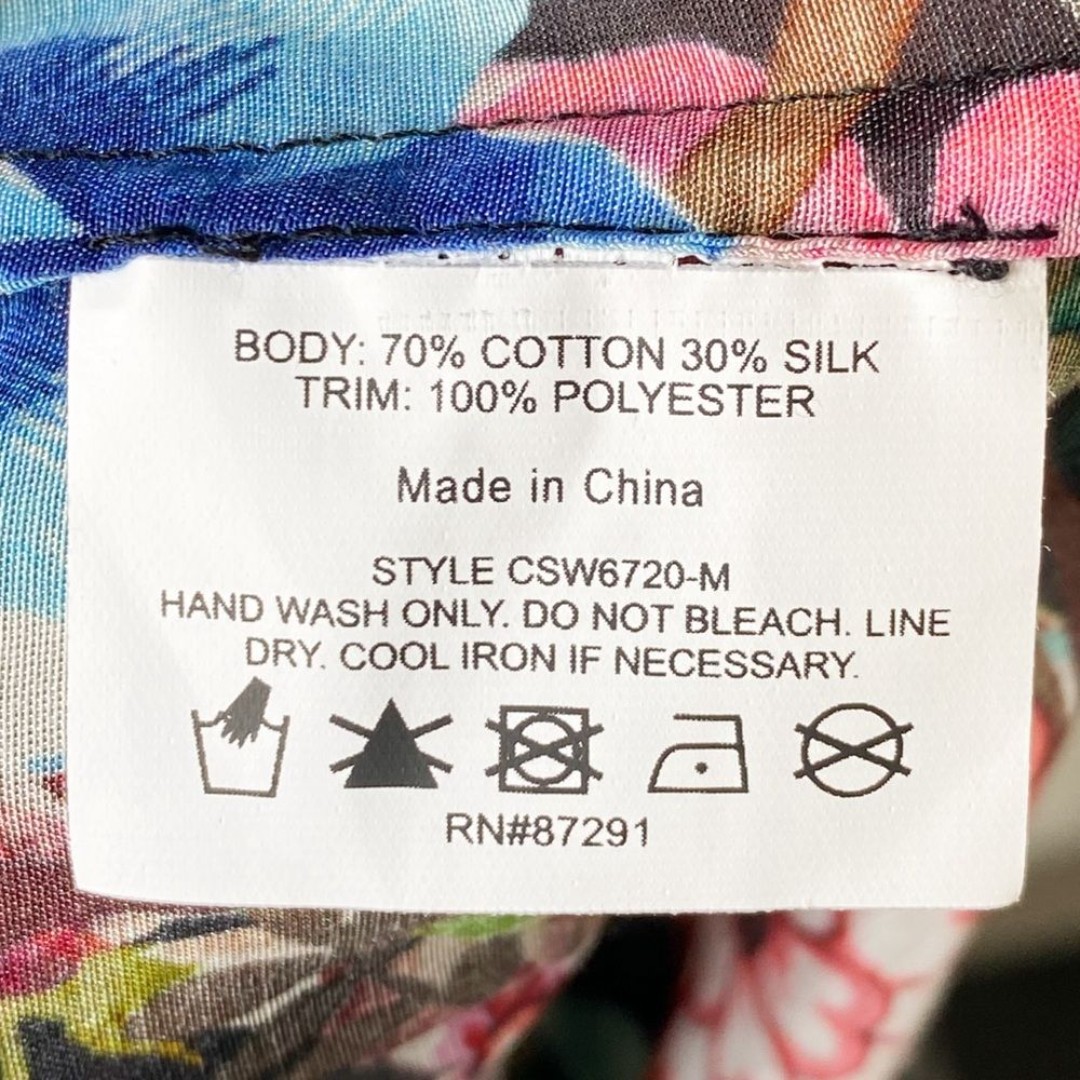 BODY: 70% COTTON 30% SILK
TRIM: 100% POLYESTER
Made in China
STYLE CSW6720-M
HAND WASH ONLY. DO NOT BLEACH. LINE
DRY. COOL IRON IF NECESSARY.
RN#87291